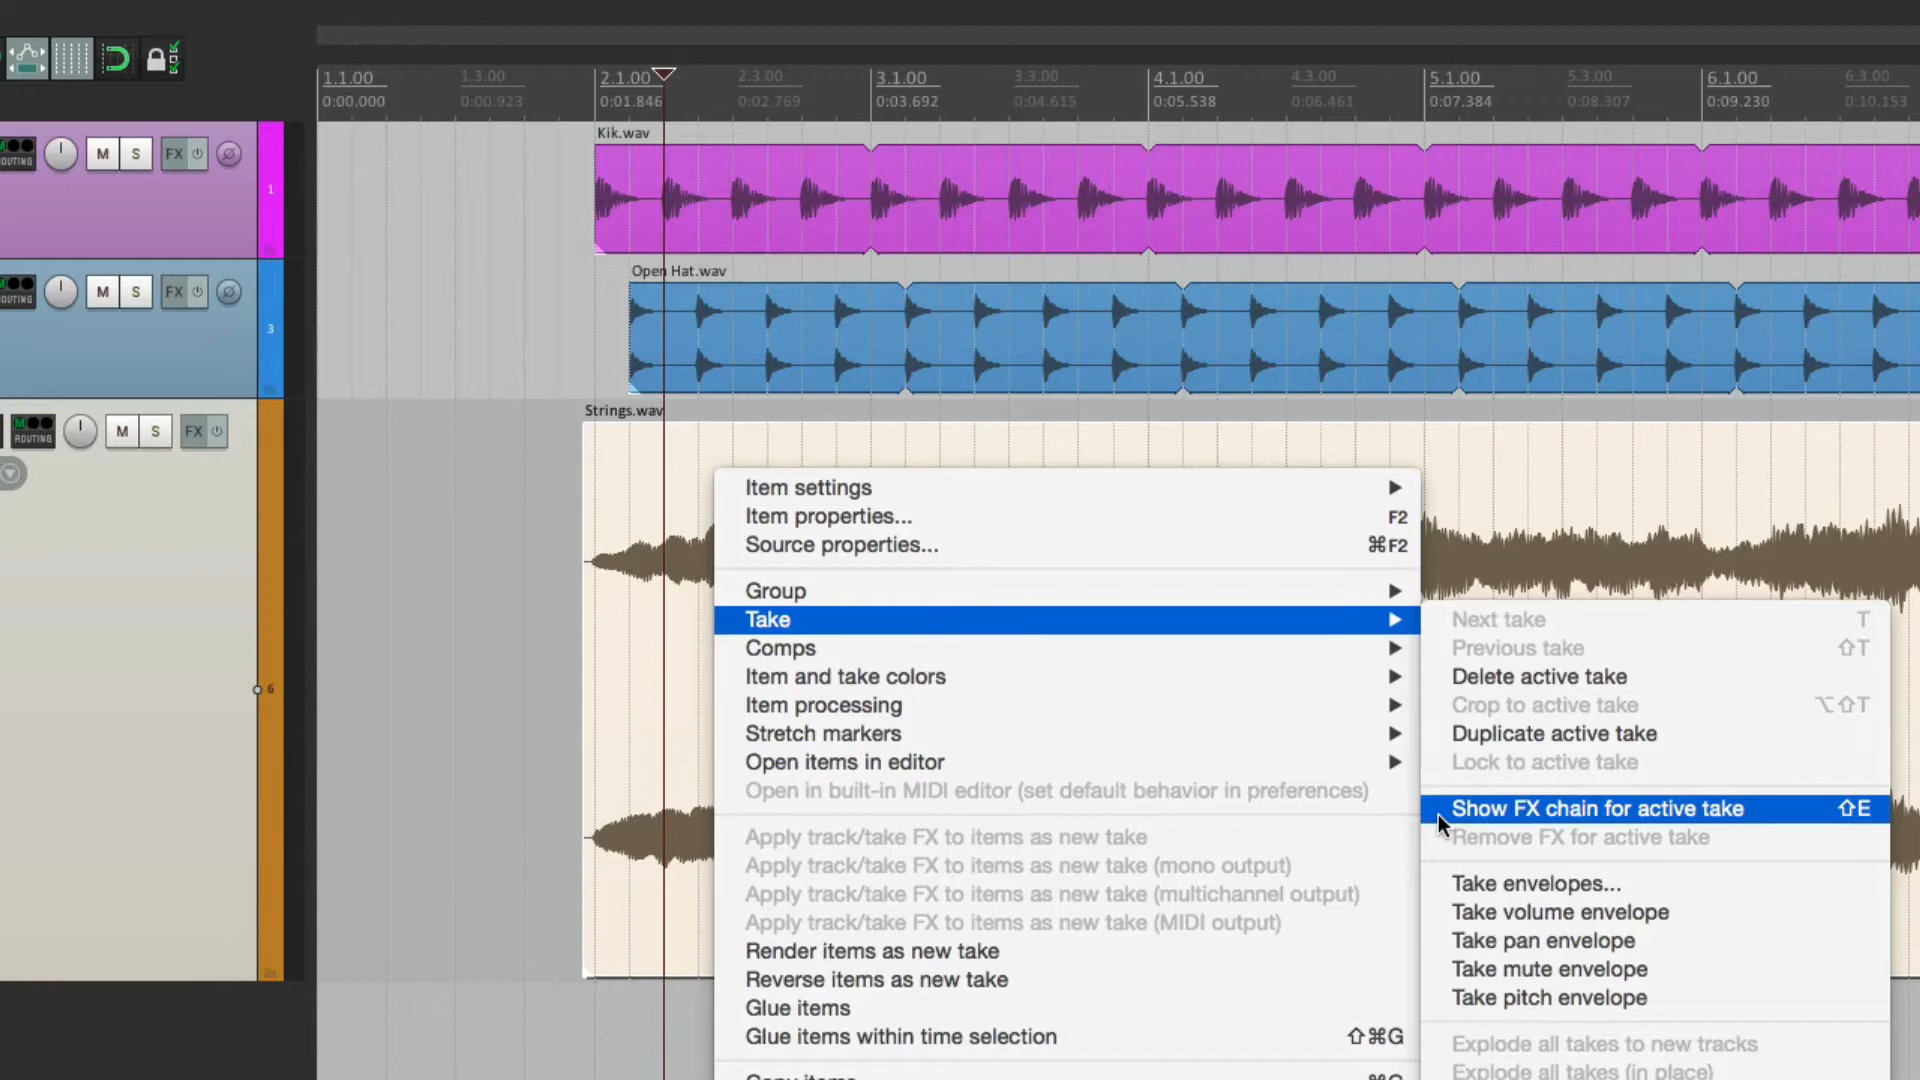 1.1.00 1.3.00 2.1.00 2.3.00 3.1.00 3.3.00 4.1.00 4.3.00 5.1.00 5.3.00 6.1.00 6.3.00
0:00.000 0:00.923 0:01.846 0:02.769 0:03.692 0:04.615 0:05.538 0:06.461 0:07.384 0:08.307 0:09.230 0:10.153
Kik.wav
M S FX
ROUTING
1
Open Hat.wav
M S FX
OUTING
3
Strings.wav
M S FX
ROUTING
6
Item settings
Item properties... F2
Source properties... ⌘F2
Group
Take
Comps
Item and take colors
Item processing
Stretch markers
Open items in editor
Open in built-in MIDI editor (set default behavior in preferences)
Apply track/take FX to items as new take
Apply track/take FX to items as new take (mono output)
Apply track/take FX to items as new take (multichannel output)
Apply track/take FX to items as new take (MIDI output)
Render items as new take
Reverse items as new take
Glue items
Glue items within time selection ⇧⌘G
Copy items
Next take T
Previous take ⇧T
Delete active take
Crop to active take ⌥⇧T
Duplicate active take
Lock to active take
Show FX chain for active take ⇧E
Remove FX for active take
Take envelopes...
Take volume envelope
Take pan envelope
Take mute envelope
Take pitch envelope
Explode all takes to new tracks
Explode all takes (in place)